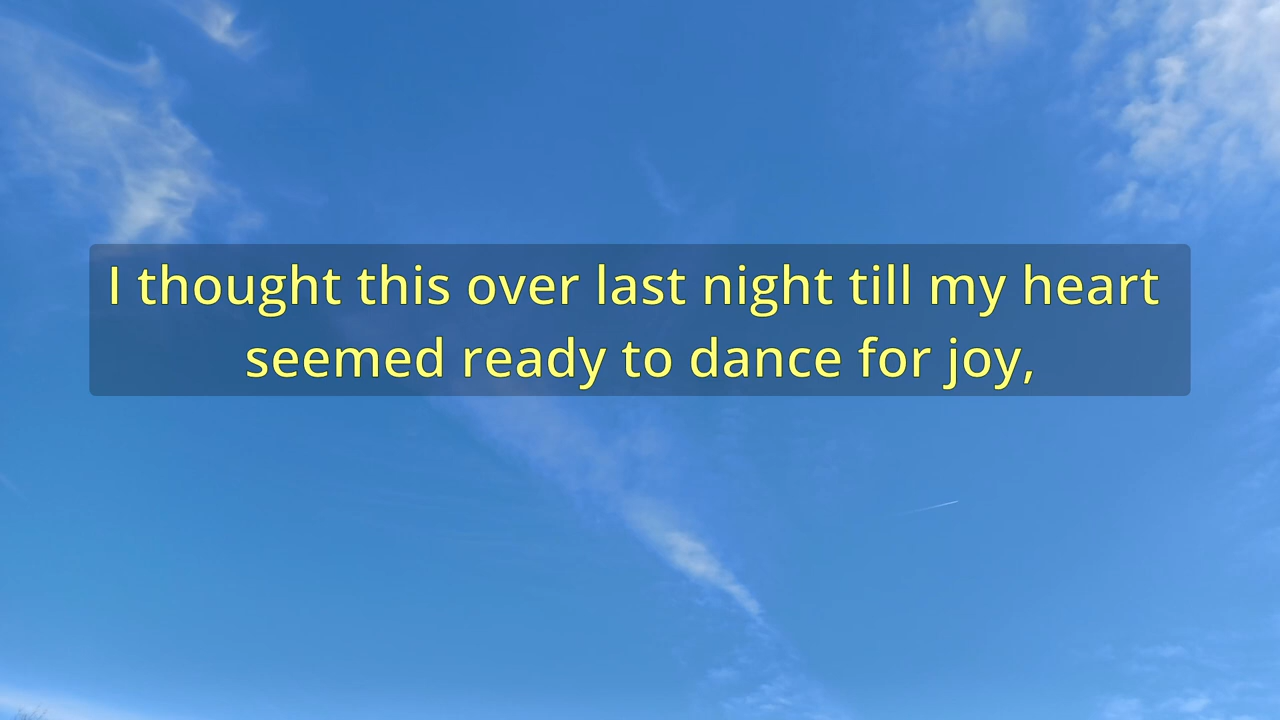 I thought this over last night till my heart
seemed ready to dance for joy,